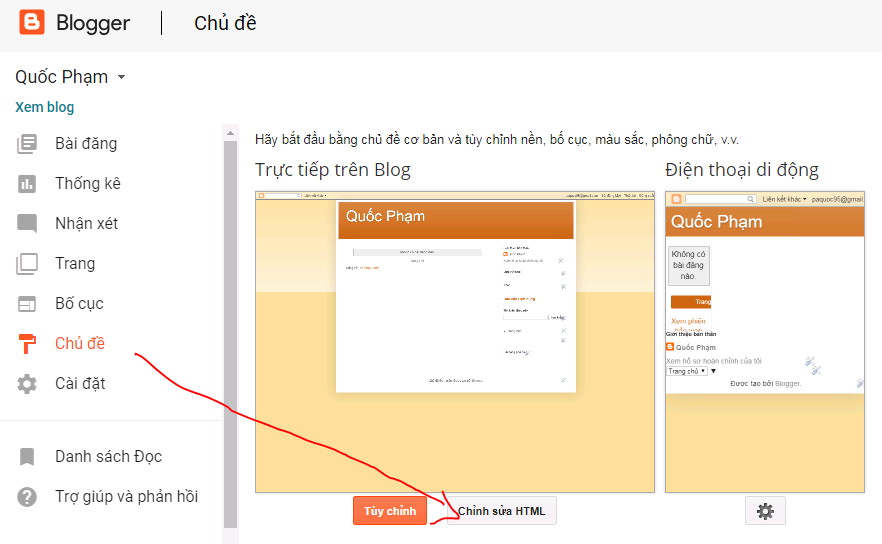 Blogger
Chủ đề
Quốc Phạm
Xem blog
Bài đăng
Thống kê
Nhận xét
Trang
Bố cục
Chủ đề
Cài đặt
Danh sách Đọc
Trợ giúp và phản hồi
Hãy bắt đầu bằng chủ đề cơ bản và tùy chỉnh nền, bố cục, màu sắc, phông chữ, v.v.
Trực tiếp trên Blog
Quốc Phạm
Tùy chỉnh
Chỉnh sửa HTML
Điện thoại di động
Liên kết khác
paquoc95@gmail.
Quốc Phạm
Không có
bài đăng
nào.
Trang
Xem phiên
Giới thiệu bản thân
Quốc Phạm
Xem hồ sơ hoàn chỉnh của tôi
Trang chủ
Được tạo bởi Blogger.